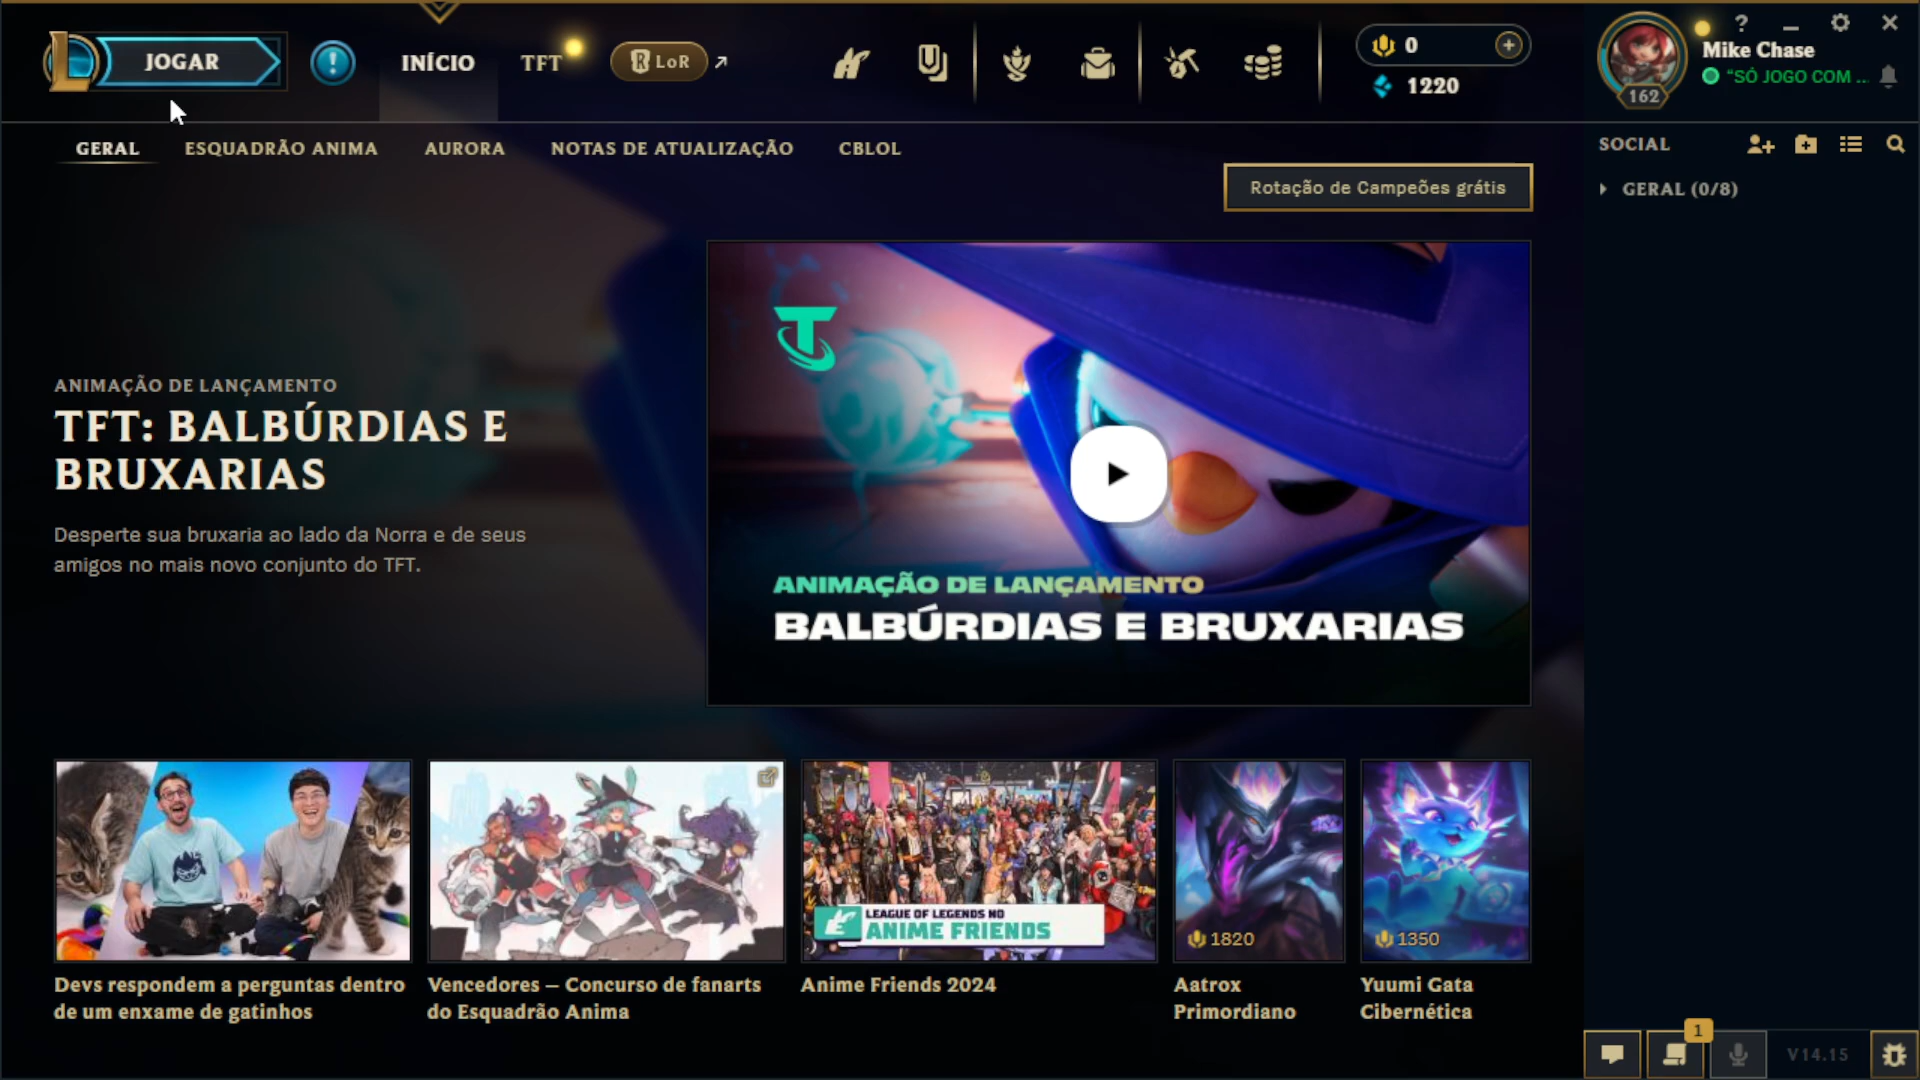 JOGAR
INÍCIO
TFT
LoR
0
1220
162
Mike Chase
“SÓ JOGO COM ...
GERAL
ESQUADRÃO ANIMA
AURORA
NOTAS DE ATUALIZAÇÃO
CBLOL
SOCIAL
GERAL (0/8)
Rotação de Campeões grátis
ANIMAÇÃO DE LANÇAMENTO
TFT: BALBÚRDIAS E
BRUXARIAS
Desperte sua bruxaria ao lado da Norra e de seus
amigos no mais novo conjunto do TFT.
ANIMAÇÃO DE LANÇAMENTO
BALBÚRDIAS E BRUXARIAS
LEAGUE OF LEGENDS NO
ANIME FRIENDS
1820
1350
Devs respondem a perguntas dentro
de um enxame de gatinhos
Vencedores — Concurso de fanarts
do Esquadrão Anima
Anime Friends 2024
Aatrox
Primordiano
Yuumi Gata
Cibernética
1
V14.15